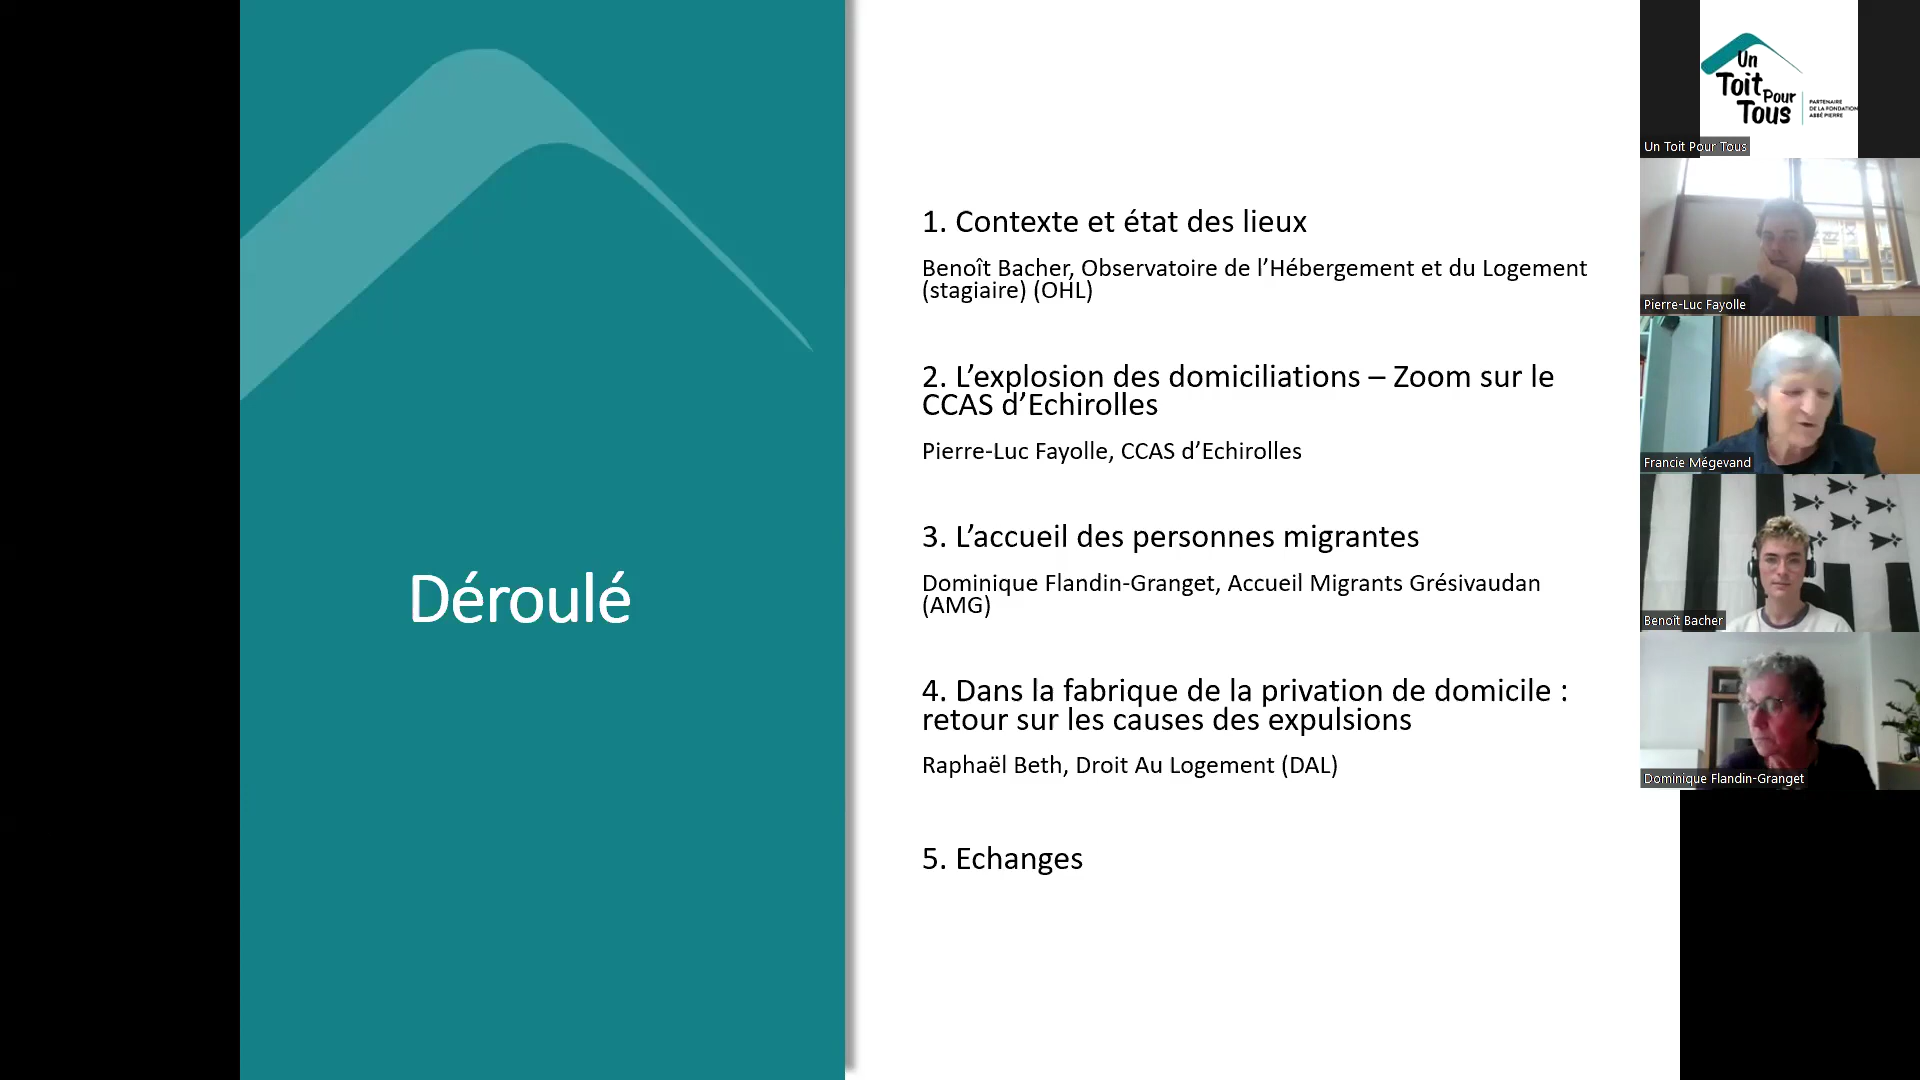 Déroulé
1. Contexte et état des lieux
Benoît Bacher, Observatoire de l’Hébergement et du Logement
(stagiaire) (OHL)
2. L’explosion des domiciliations – Zoom sur le
CCAS d’Echirolles
Pierre-Luc Fayolle, CCAS d’Echirolles
3. L’accueil des personnes migrantes
Dominique Flandin-Granget, Accueil Migrants Grésivaudan
(AMG)
4. Dans la fabrique de la privation de domicile :
retour sur les causes des expulsions
Raphaël Beth, Droit Au Logement (DAL)
5. Echanges
Un
Toit
Pour
Tous
PARTENAIRE
DE LA FONDATION
ABBÉ PIERRE
Un Toit Pour Tous
Pierre-Luc Fayolle
Francie Mégevand
Benoît Bacher
Dominique Flandin-Granget